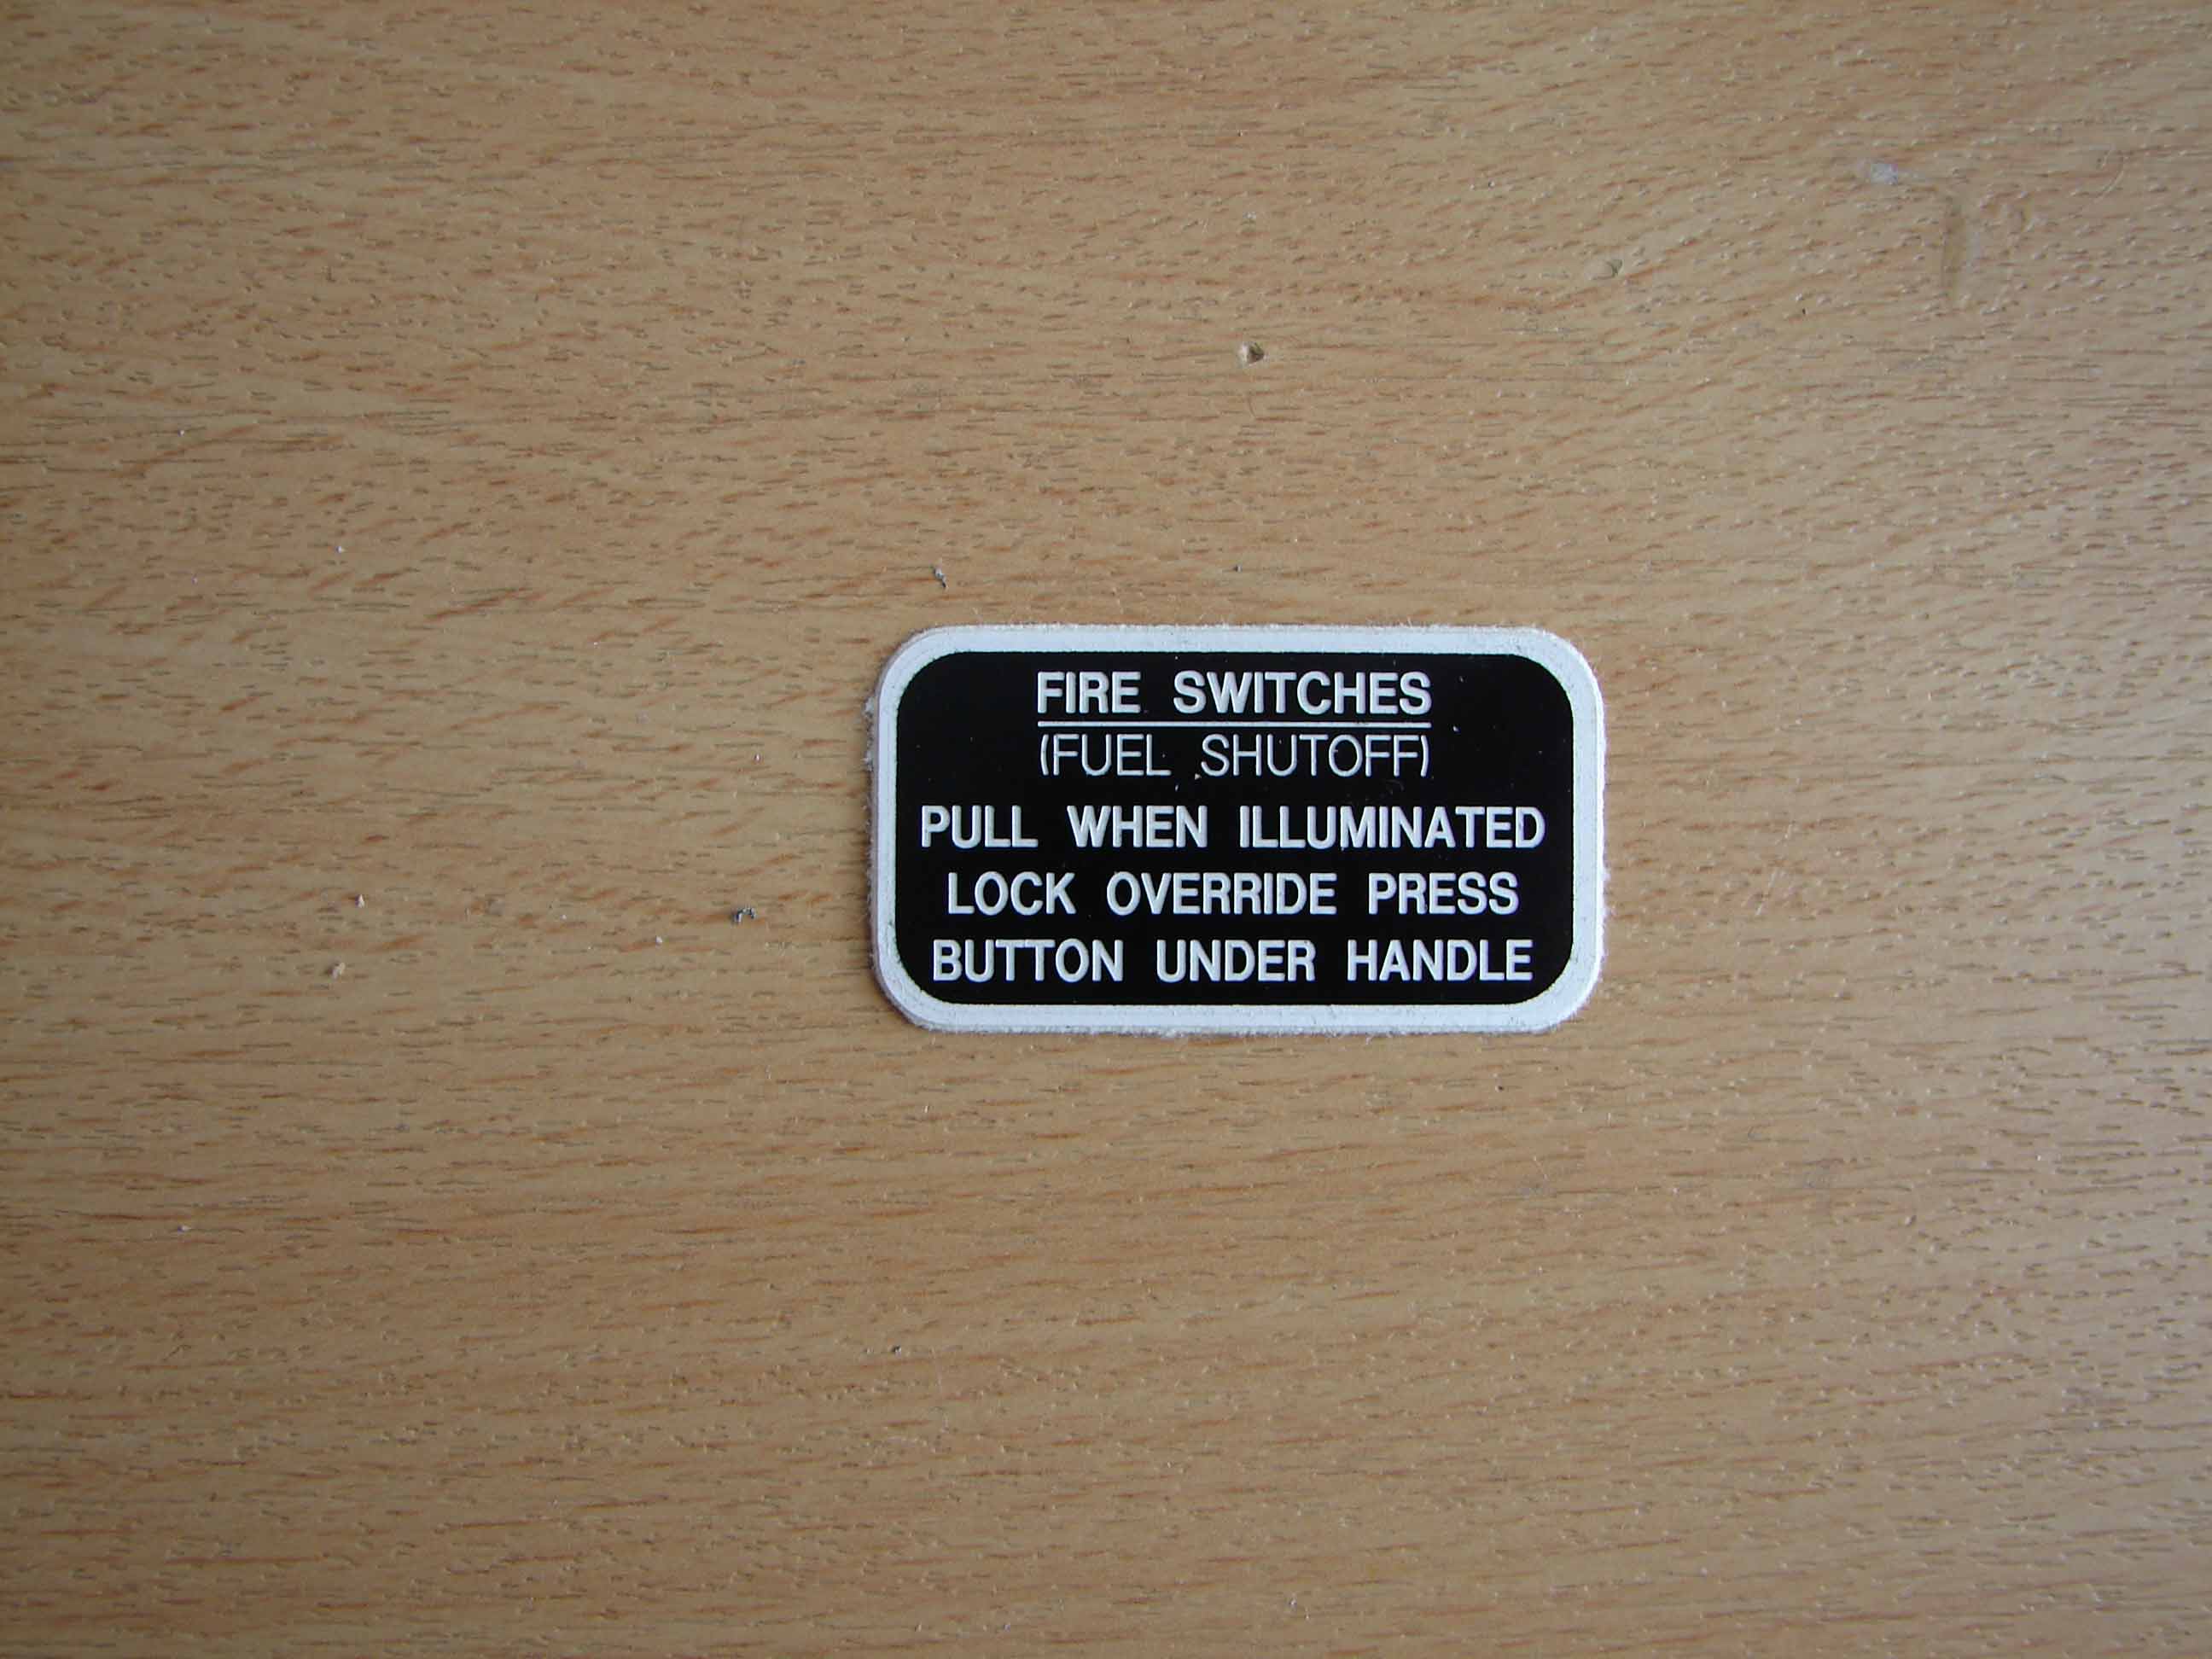 FIRE SWITCHES
(FUEL SHUTOFF)
PULL WHEN ILLUMINATED
LOCK OVERRIDE PRESS
BUTTON UNDER HANDLE